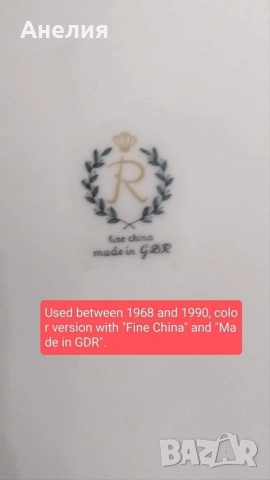 Анелия
R
fine china
made in GDR
Used between 1968 and 1990, colo
r version with "Fine China" and "Ma
de in GDR".
BAZAR